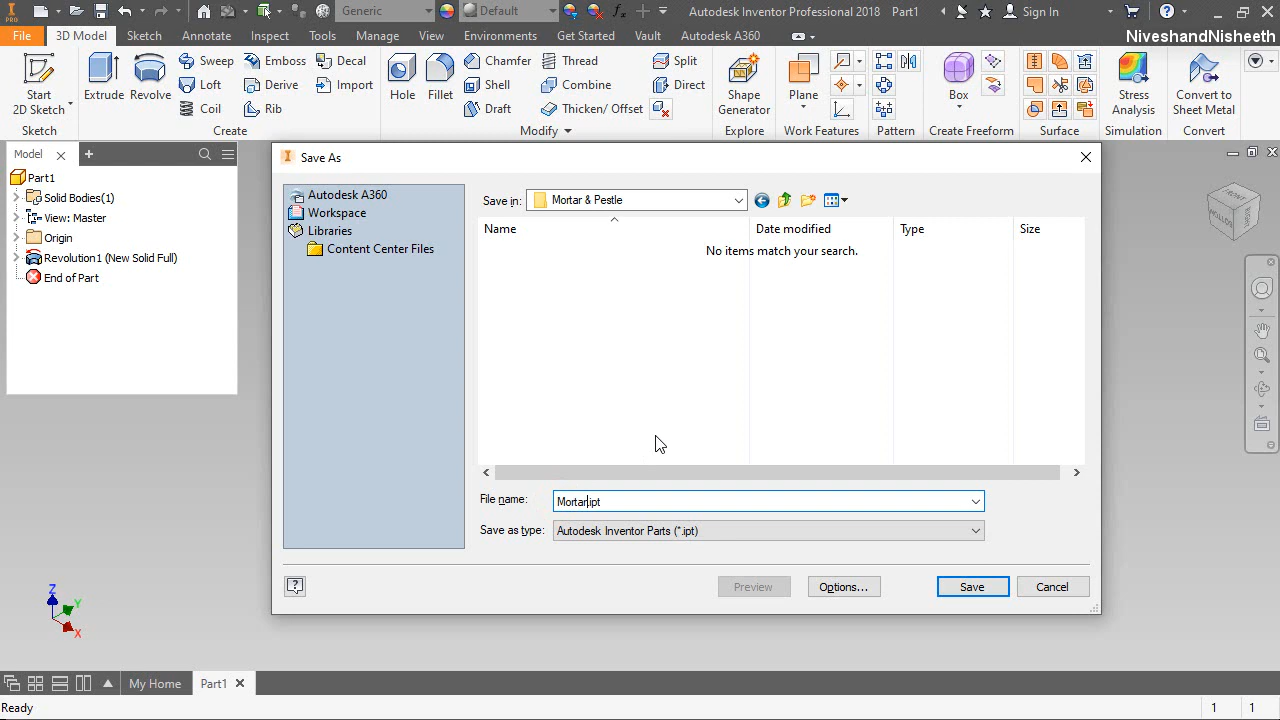 PRO
Generic
Default
Autodesk Inventor Professional 2018 Part1
Sign In
File
3D Model
Sketch
Annotate
Inspect
Tools
Manage
View
Environments
Get Started
Vault
Autodesk A360
NiveshandNisheeth
Start
2D Sketch
Extrude
Revolve
Sweep
Emboss
Decal
Loft
Import
Coil
Rib
Hole
Fillet
Chamfer
Thread
Split
Shell
Combine
Direct
Draft
Thicken/ Offset
Shape
Generator
Plane
Box
Stress
Analysis
Convert to
Sheet Metal
Sketch
Create
Modify
Explore
Work Features
Pattern
Create Freeform
Surface
Simulation
Convert
Model
Part1
Solid Bodies(1)
View: Master
Origin
Revolution1 (New Solid Full)
End of Part
Save As
Autodesk A360
Workspace
Libraries
Content Center Files
Save in:
Mortar & Pestle
Name
Date modified
Type
Size
No items match your search.
File name:
Mortar.ipt
Save as type:
Autodesk Inventor Parts (*.ipt)
Preview
Options...
Save
Cancel
FRONT
BOTTOM
Z
Y
X
My Home
Part1
Ready
1
1